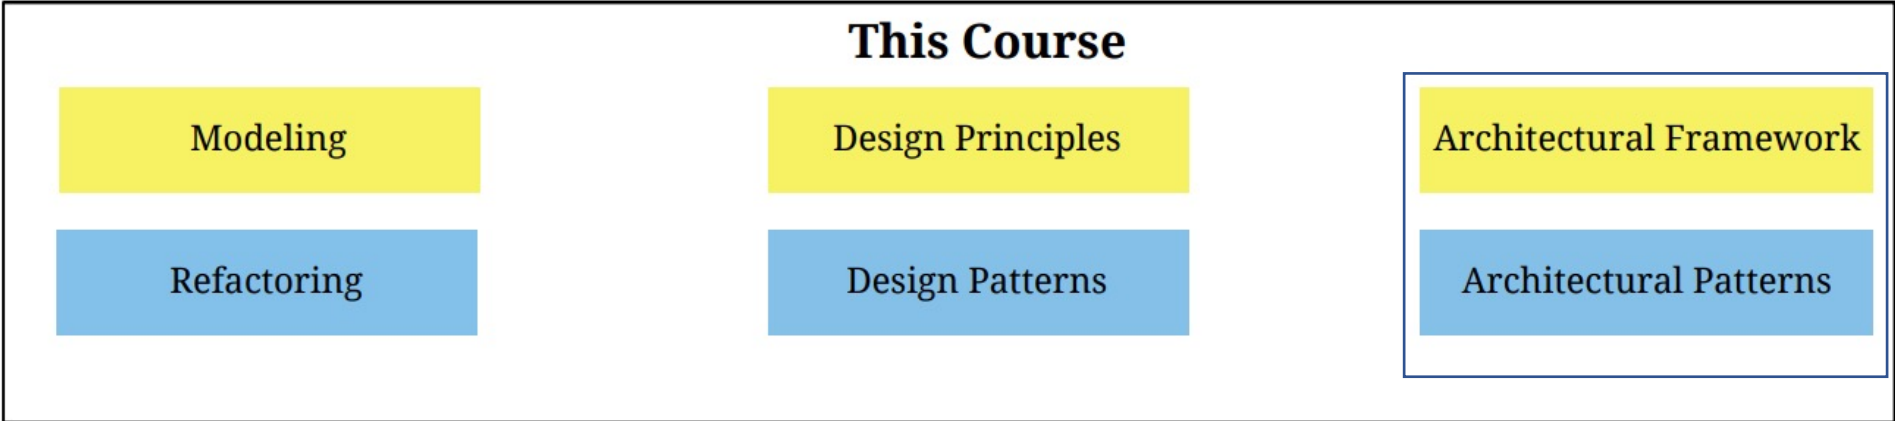 This Course
Modeling
Design Principles
Architectural Framework
Refactoring
Design Patterns
Architectural Patterns